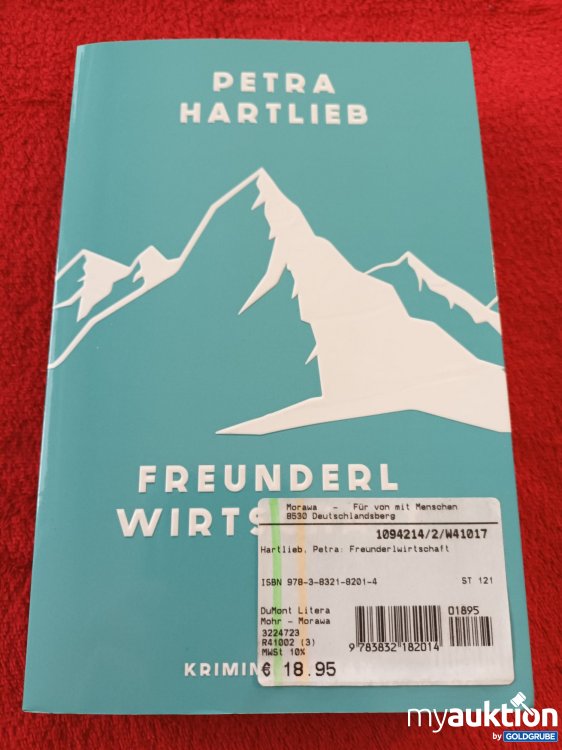 PETRA
HARTLIEB
FREUNDERL
WIRTS
Morawa - Für von mit Menschen
8530 Deutschlandsberg
1094214/2/W41017
Hartlieb, Petra: Freunderlwirtschaft
ISBN 978-3-8321-8201-4 ST 121
DuMont Litera
Mohr - Morawa
3224723
R41002 (3)
MWSt 10%
€ 18.95
01895
9 783832 182014
KRIMIN
myauktion
by GOLDGRUBE